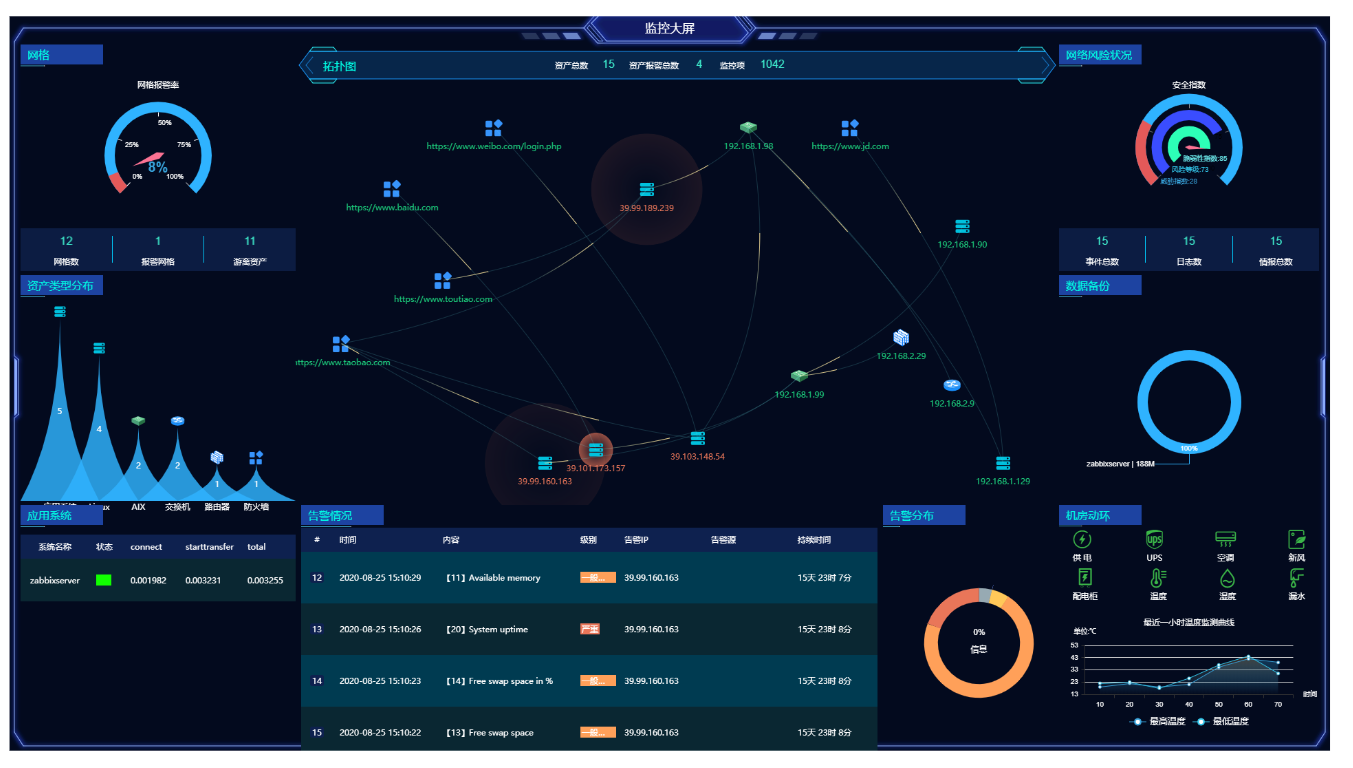 监控大屏
网格
网格报警率
50%
25%
75%
8%
0%
100%
12
1
11
网格数
报警网格
游离资产
资产类型分布
5
4
2
2
1
1
AIX
交换机
路由器
防火墙
应用系统
系统名称 状态 connect starttransfer total
zabbixserver 0.001982 0.003231 0.003255
拓扑图
资产总数 15 资产报警总数 4 监控项 1042
https://www.weibo.com/login.php
192.168.1.98
https://www.jd.com
https://www.baidu.com
39.99.189.239
192.168.1.90
https://www.toutiao.com
https://www.taobao.com
192.168.2.29
192.168.1.99
192.168.2.9
39.103.148.54
39.101.173.157
39.99.160.163
192.168.1.129
告警情况
# 时间 内容 级别 告警IP 告警源 持续时间
12 2020-08-25 15:10:29 【11】Available memory 一般... 39.99.160.163 15天 23时 7分
13 2020-08-25 15:10:26 【20】System uptime 严重 39.99.160.163 15天 23时 8分
14 2020-08-25 15:10:23 【14】Free swap space in % 一般... 39.99.160.163 15天 23时 8分
15 2020-08-25 15:10:22 【13】Free swap space 一般... 39.99.160.163 15天 23时 8分
告警分布
0%
信息
网络风险状况
安全指数
脆弱性指数:85
风险等级:73
威胁指数:28
15
15
15
事件总数
日志数
情报总数
数据备份
100%
zabbixserver | 188M
机房动环
供电
UPS
空调
新风
配电柜
温度
湿度
漏水
最近一小时温度监测曲线
单位:℃
53
43
33
23
13
10 20 30 40 50 60 70
时间
最高温度 最低温度